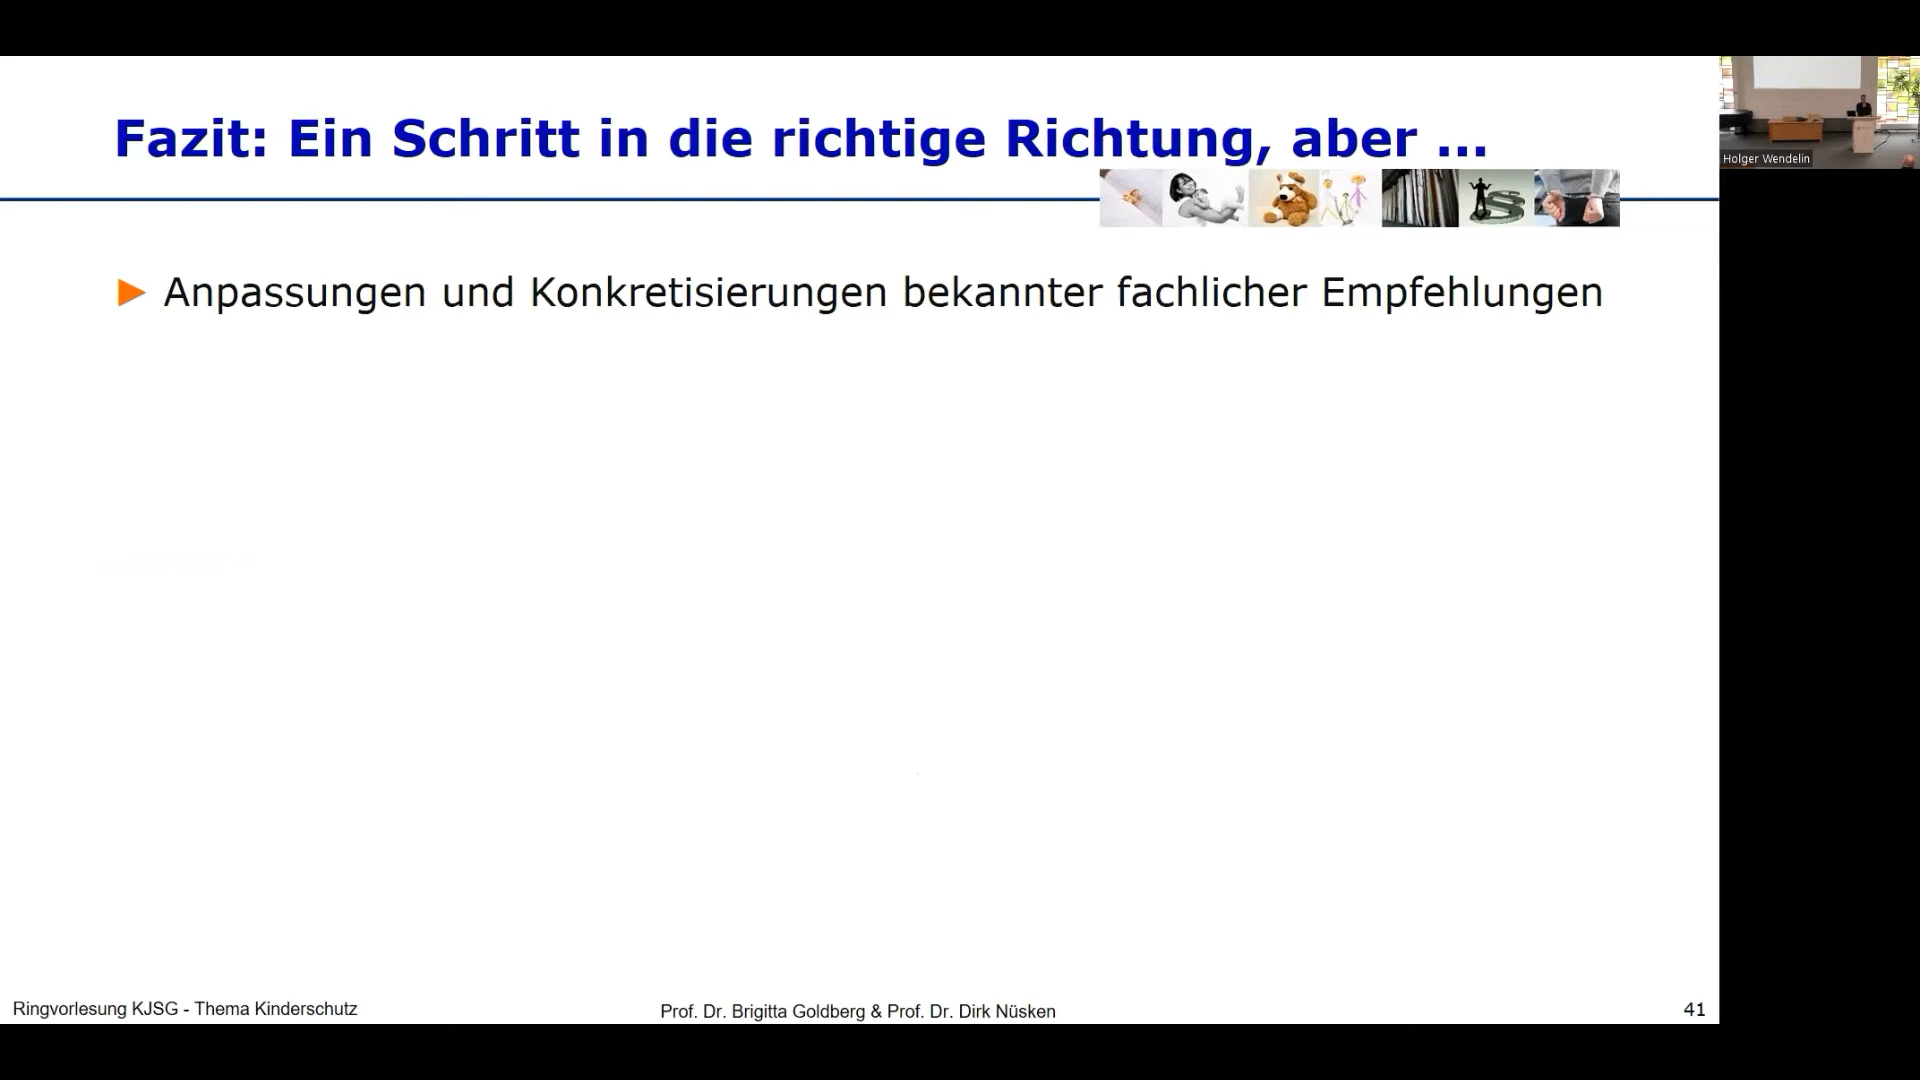 Fazit: Ein Schritt in die richtige Richtung, aber ...
Holger Wendelin
Anpassungen und Konkretisierungen bekannter fachlicher Empfehlungen
Ringvorlesung KJSG - Thema Kinderschutz
Prof. Dr. Brigitta Goldberg & Prof. Dr. Dirk Nüsken
41